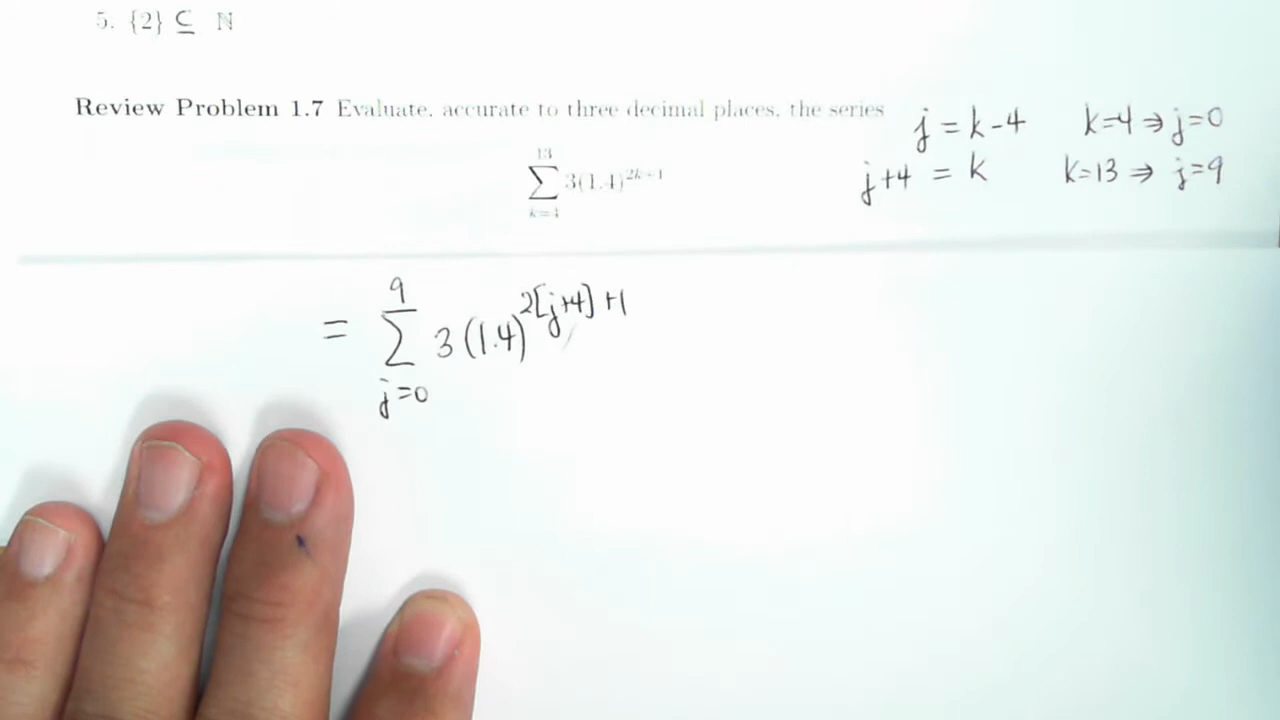 5. {2} ⊆ ℕ
Review Problem 1.7 Evaluate, accurate to three decimal places, the series
13
∑ 3(1.4)^{2k+1}
k=4
j = k-4 k=4 ⇒ j=0
j+4 = k k=13 ⇒ j=9
9
= ∑ 3(1.4)^{2[j+4]+1}
j=0